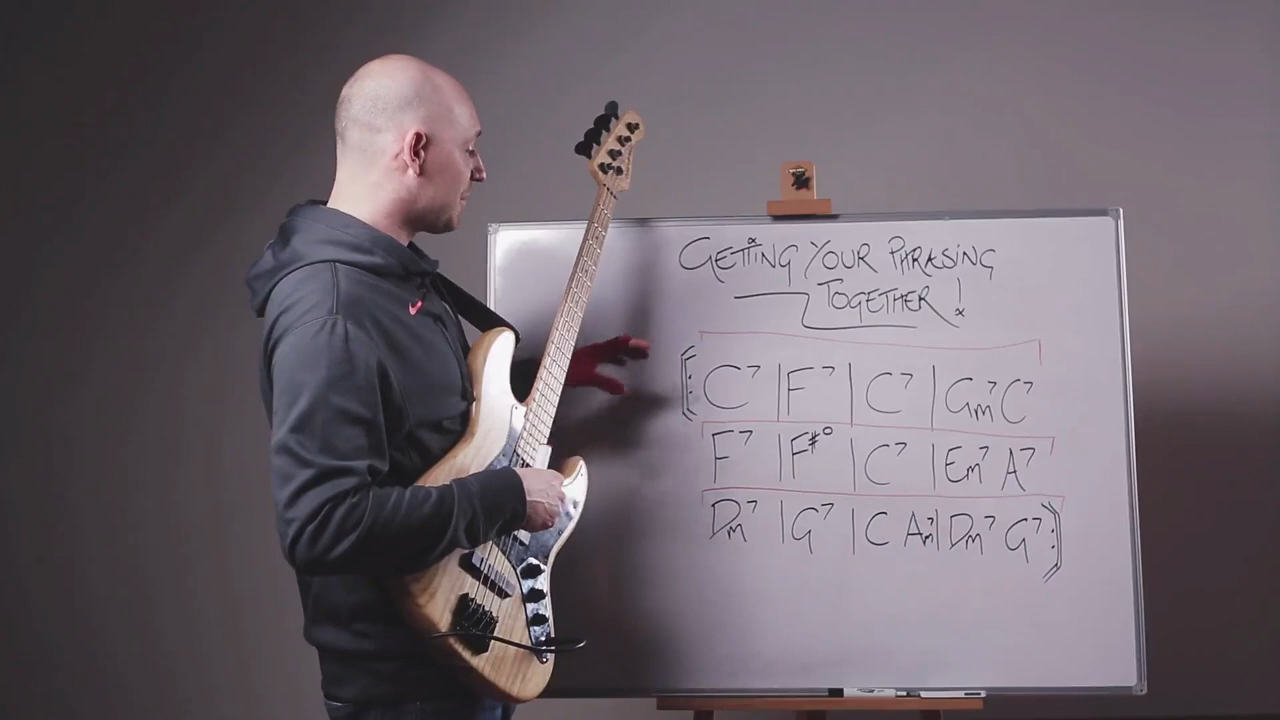 GETTING YOUR PHRASING
TOGETHER!
C7 | F7 | C7 | Gm7 C7
F7 | F#° | C7 | Em7 A7
Dm7 | G7 | C Am7 | Dm7 G7